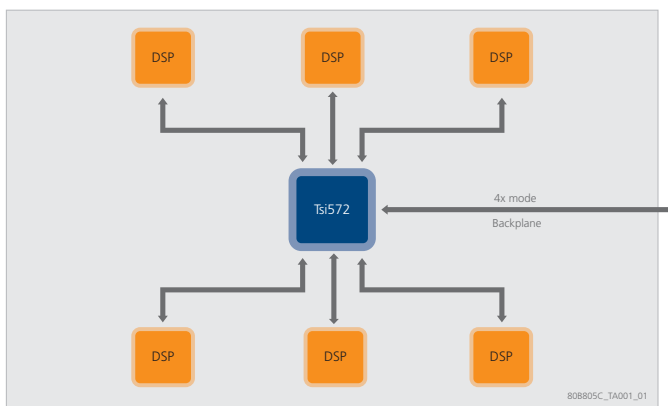 DSP
DSP
DSP
Tsi572
4x mode
Backplane
DSP
DSP
DSP
80B805C_TA001_01